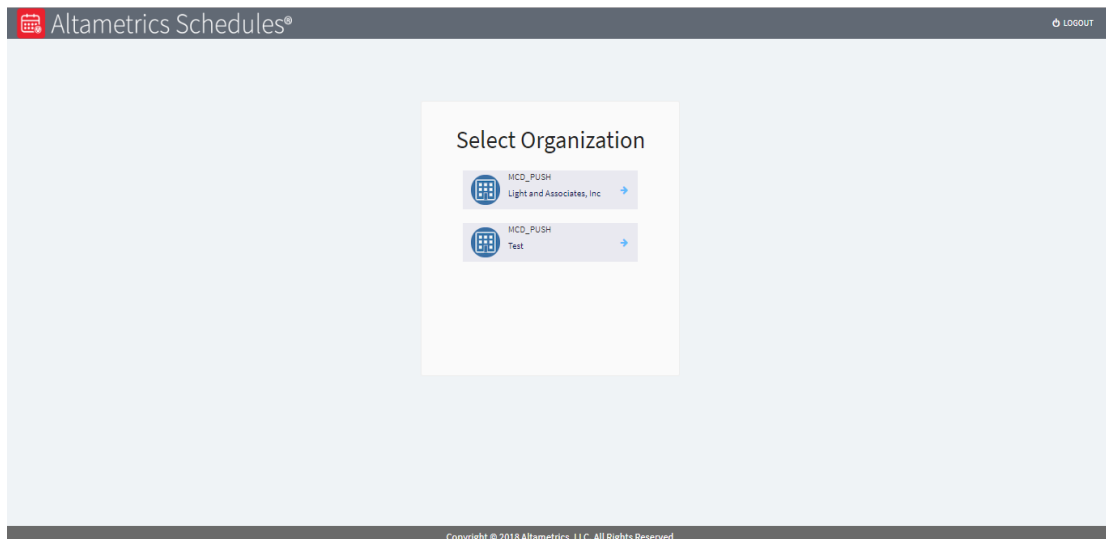 Altametrics Schedules®
LOGOUT
Select Organization
MCD_PUSH
Light and Associates, Inc
MCD_PUSH
Test
Copyright © 2018 Altametrics, LLC. All Rights Reserved